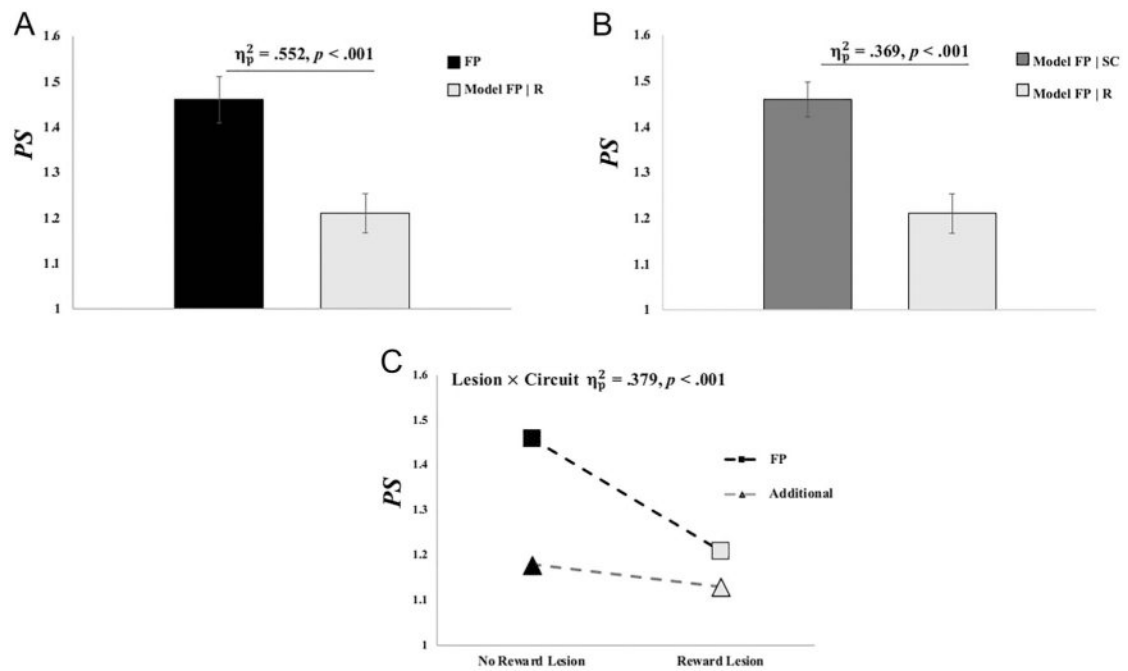 A
1.6
1.5
1.4
1.3
1.2
1.1
1
PS
η²ₚ = .552, p < .001
FP
Model FP | R
B
1.6
1.5
1.4
1.3
1.2
1.1
1
PS
η²ₚ = .369, p < .001
Model FP | SC
Model FP | R
C
Lesion × Circuit η²ₚ = .379, p < .001
1.6
1.5
1.4
1.3
1.2
1.1
1
PS
FP
Additional
No Reward Lesion
Reward Lesion